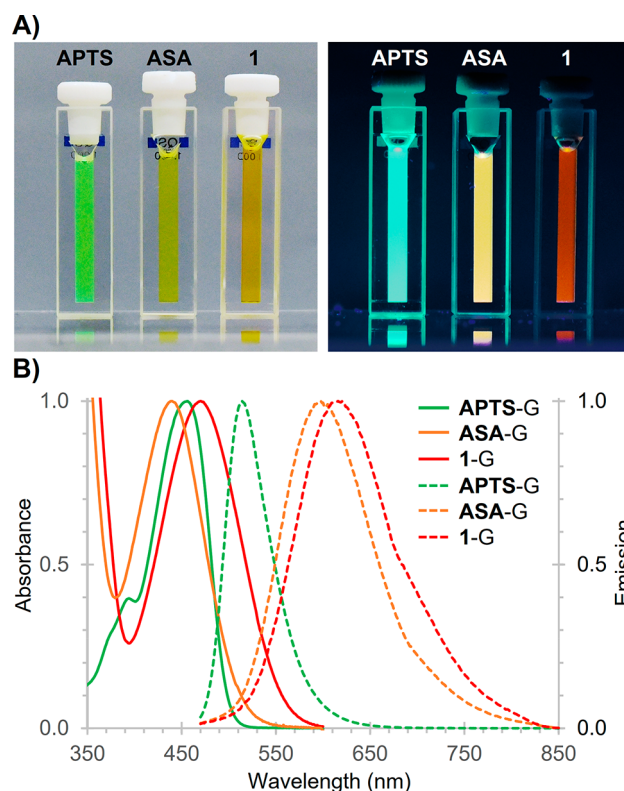 A)
APTS ASA 1
APTS ASA 1
B)
1.0 1.0
APTS-G
ASA-G
1-G
APTS-G
ASA-G
1-G
Absorbance
0.5 0.5
Emission
0.0 0.0
350 450 550 650 750 850
Wavelength (nm)